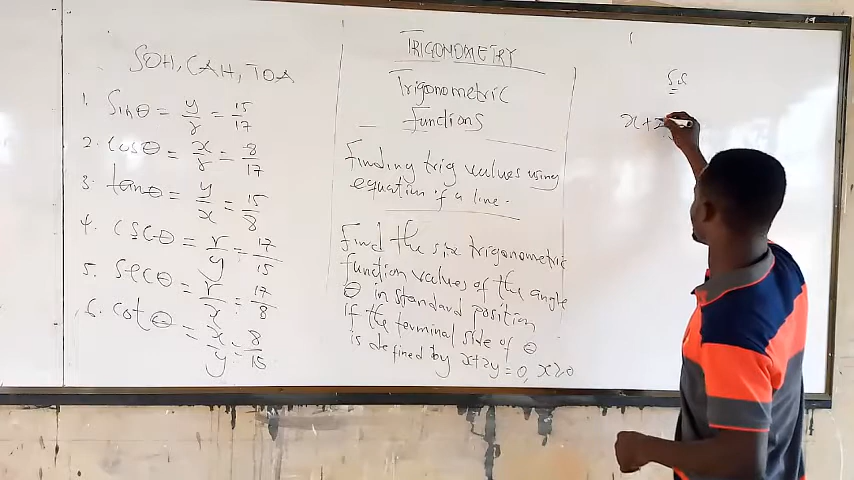 SOH, CAH, TOA
1. Sinθ = y/r = 15/17
2. Cosθ = x/r = 8/17
3. tanθ = y/x = 15/8
4. CSCθ = r/y = 17/15
5. Secθ = r/x = 17/8
6. Cotθ = x/y = 8/15
TRIGONOMETRY
Trigonometric
functions
Finding trig values using
equation of a line.
Find the six trigonometric
function values of the angle
θ in standard position
if the terminal side of θ
is defined by x+2y=0, x≥0
x+2